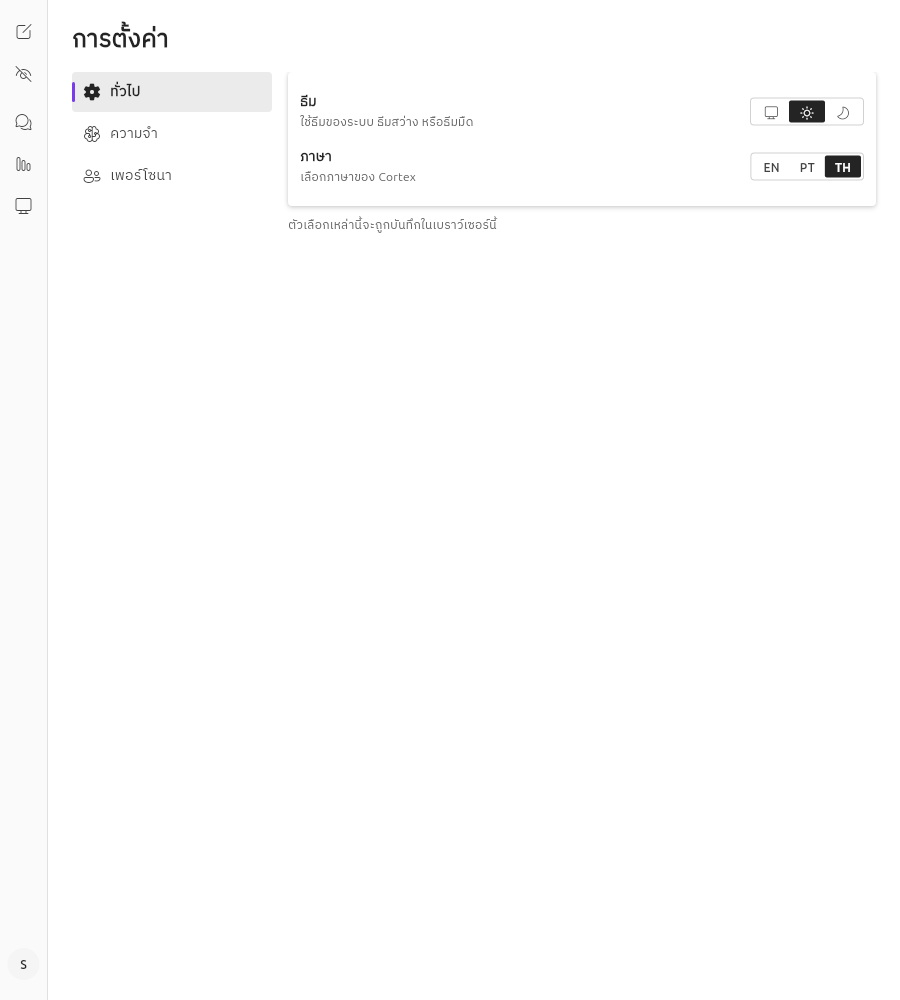 การตั้งค่า
ทั่วไป
ความจำ
เพอร์โซนา
ธีม
ใช้ธีมของระบบ ธีมสว่าง หรือธีมมืด
ภาษา
เลือกภาษาของ Cortex
EN PT TH
ตัวเลือกเหล่านี้จะถูกบันทึกในเบราว์เซอร์นี้
S